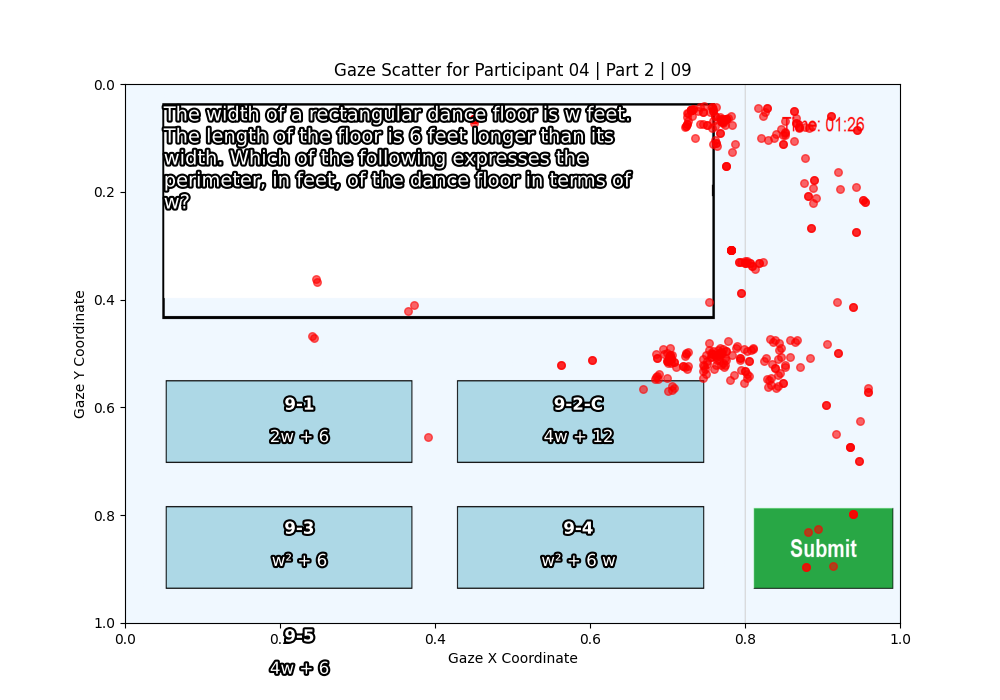 Gaze Scatter for Participant 04 | Part 2 | 09
The width of a rectangular dance floor is w feet.
The length of the floor is 6 feet longer than its
width. Which of the following expresses the
perimeter, in feet, of the dance floor in terms of
w?
Time: 01:26
9-1
2w + 6
9-2-C
4w + 12
9-3
w² + 6
9-4
w² + 6 w
Submit
9-5
4w + 6
0.0
0.2
0.4
0.6
0.8
1.0
Gaze Y Coordinate
0.0
0.2
0.4
0.6
0.8
1.0
Gaze X Coordinate